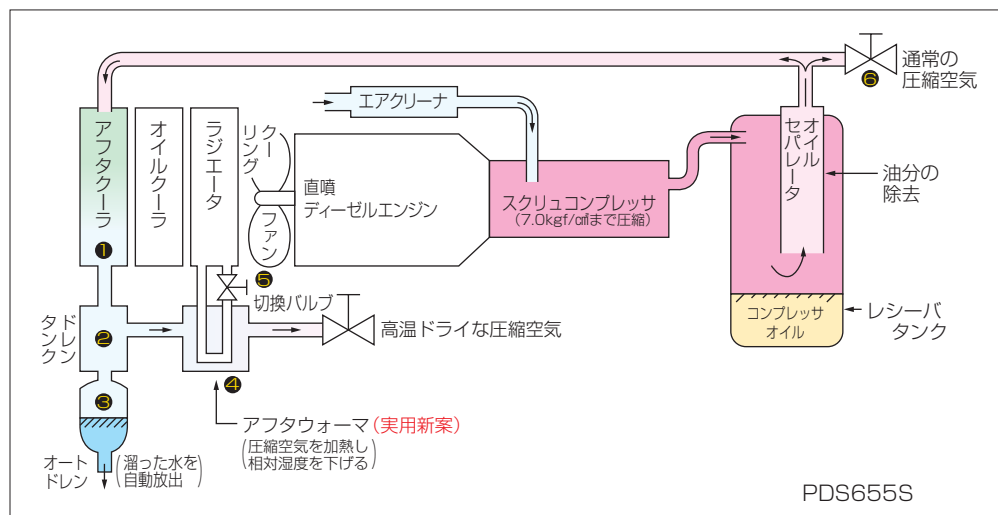 通常の
圧縮空気
❻
エアクリーナ
アフタクーラ
オイルクーラ
ラジエータ
クー
リング
ファン
直噴
ディーゼルエンジン
スクリュコンプレッサ
(7.0kgf/c㎡まで圧縮)
オイル
セパレータ
油分の
除去
❶
❺
切換バルブ
ドレン
タンク
❷
高温ドライな圧縮空気
コンプレッサ
オイル
レシーバ
タンク
❸
❹
アフタウォーマ(実用新案)
(圧縮空気を加熱し
相対湿度を下げる)
オート
ドレン
(溜った水を
自動放出)
PDS655S